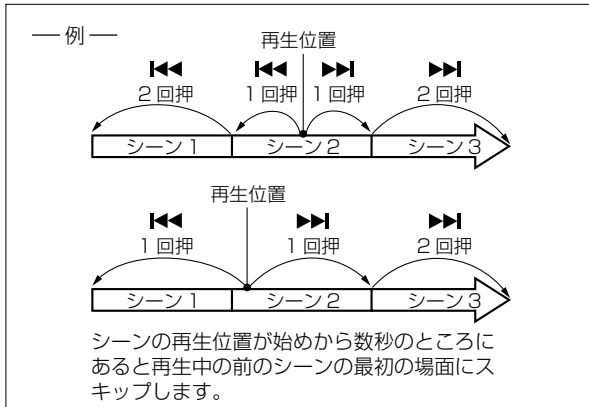 ― 例 ―
再生位置
2 回押 1 回押 1 回押 2 回押
シーン 1 シーン 2 シーン 3
再生位置
1 回押 1 回押 2 回押
シーン 1 シーン 2 シーン 3
シーンの再生位置が始めから数秒のところに
あると再生中の前のシーンの最初の場面にス
キップします。